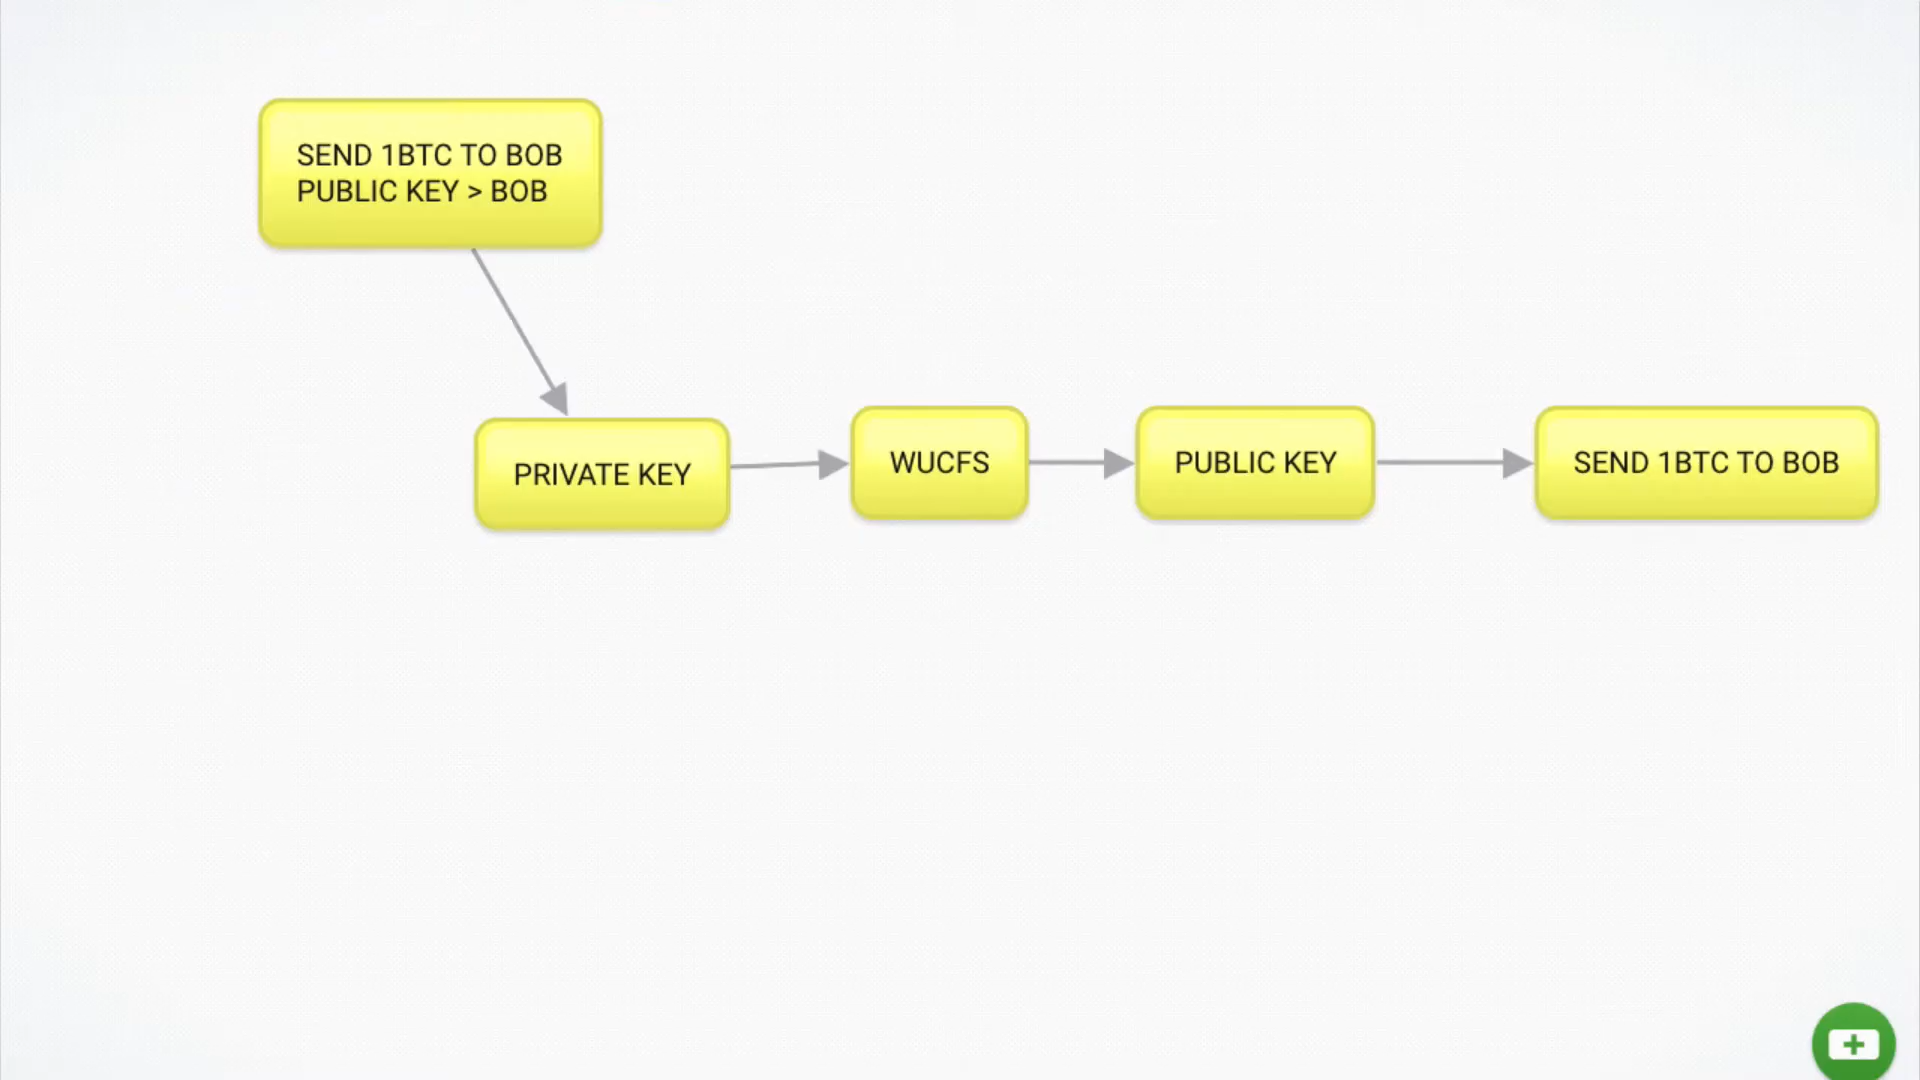 SEND 1BTC TO BOB
PUBLIC KEY > BOB
PRIVATE KEY
WUCFS
PUBLIC KEY
SEND 1BTC TO BOB